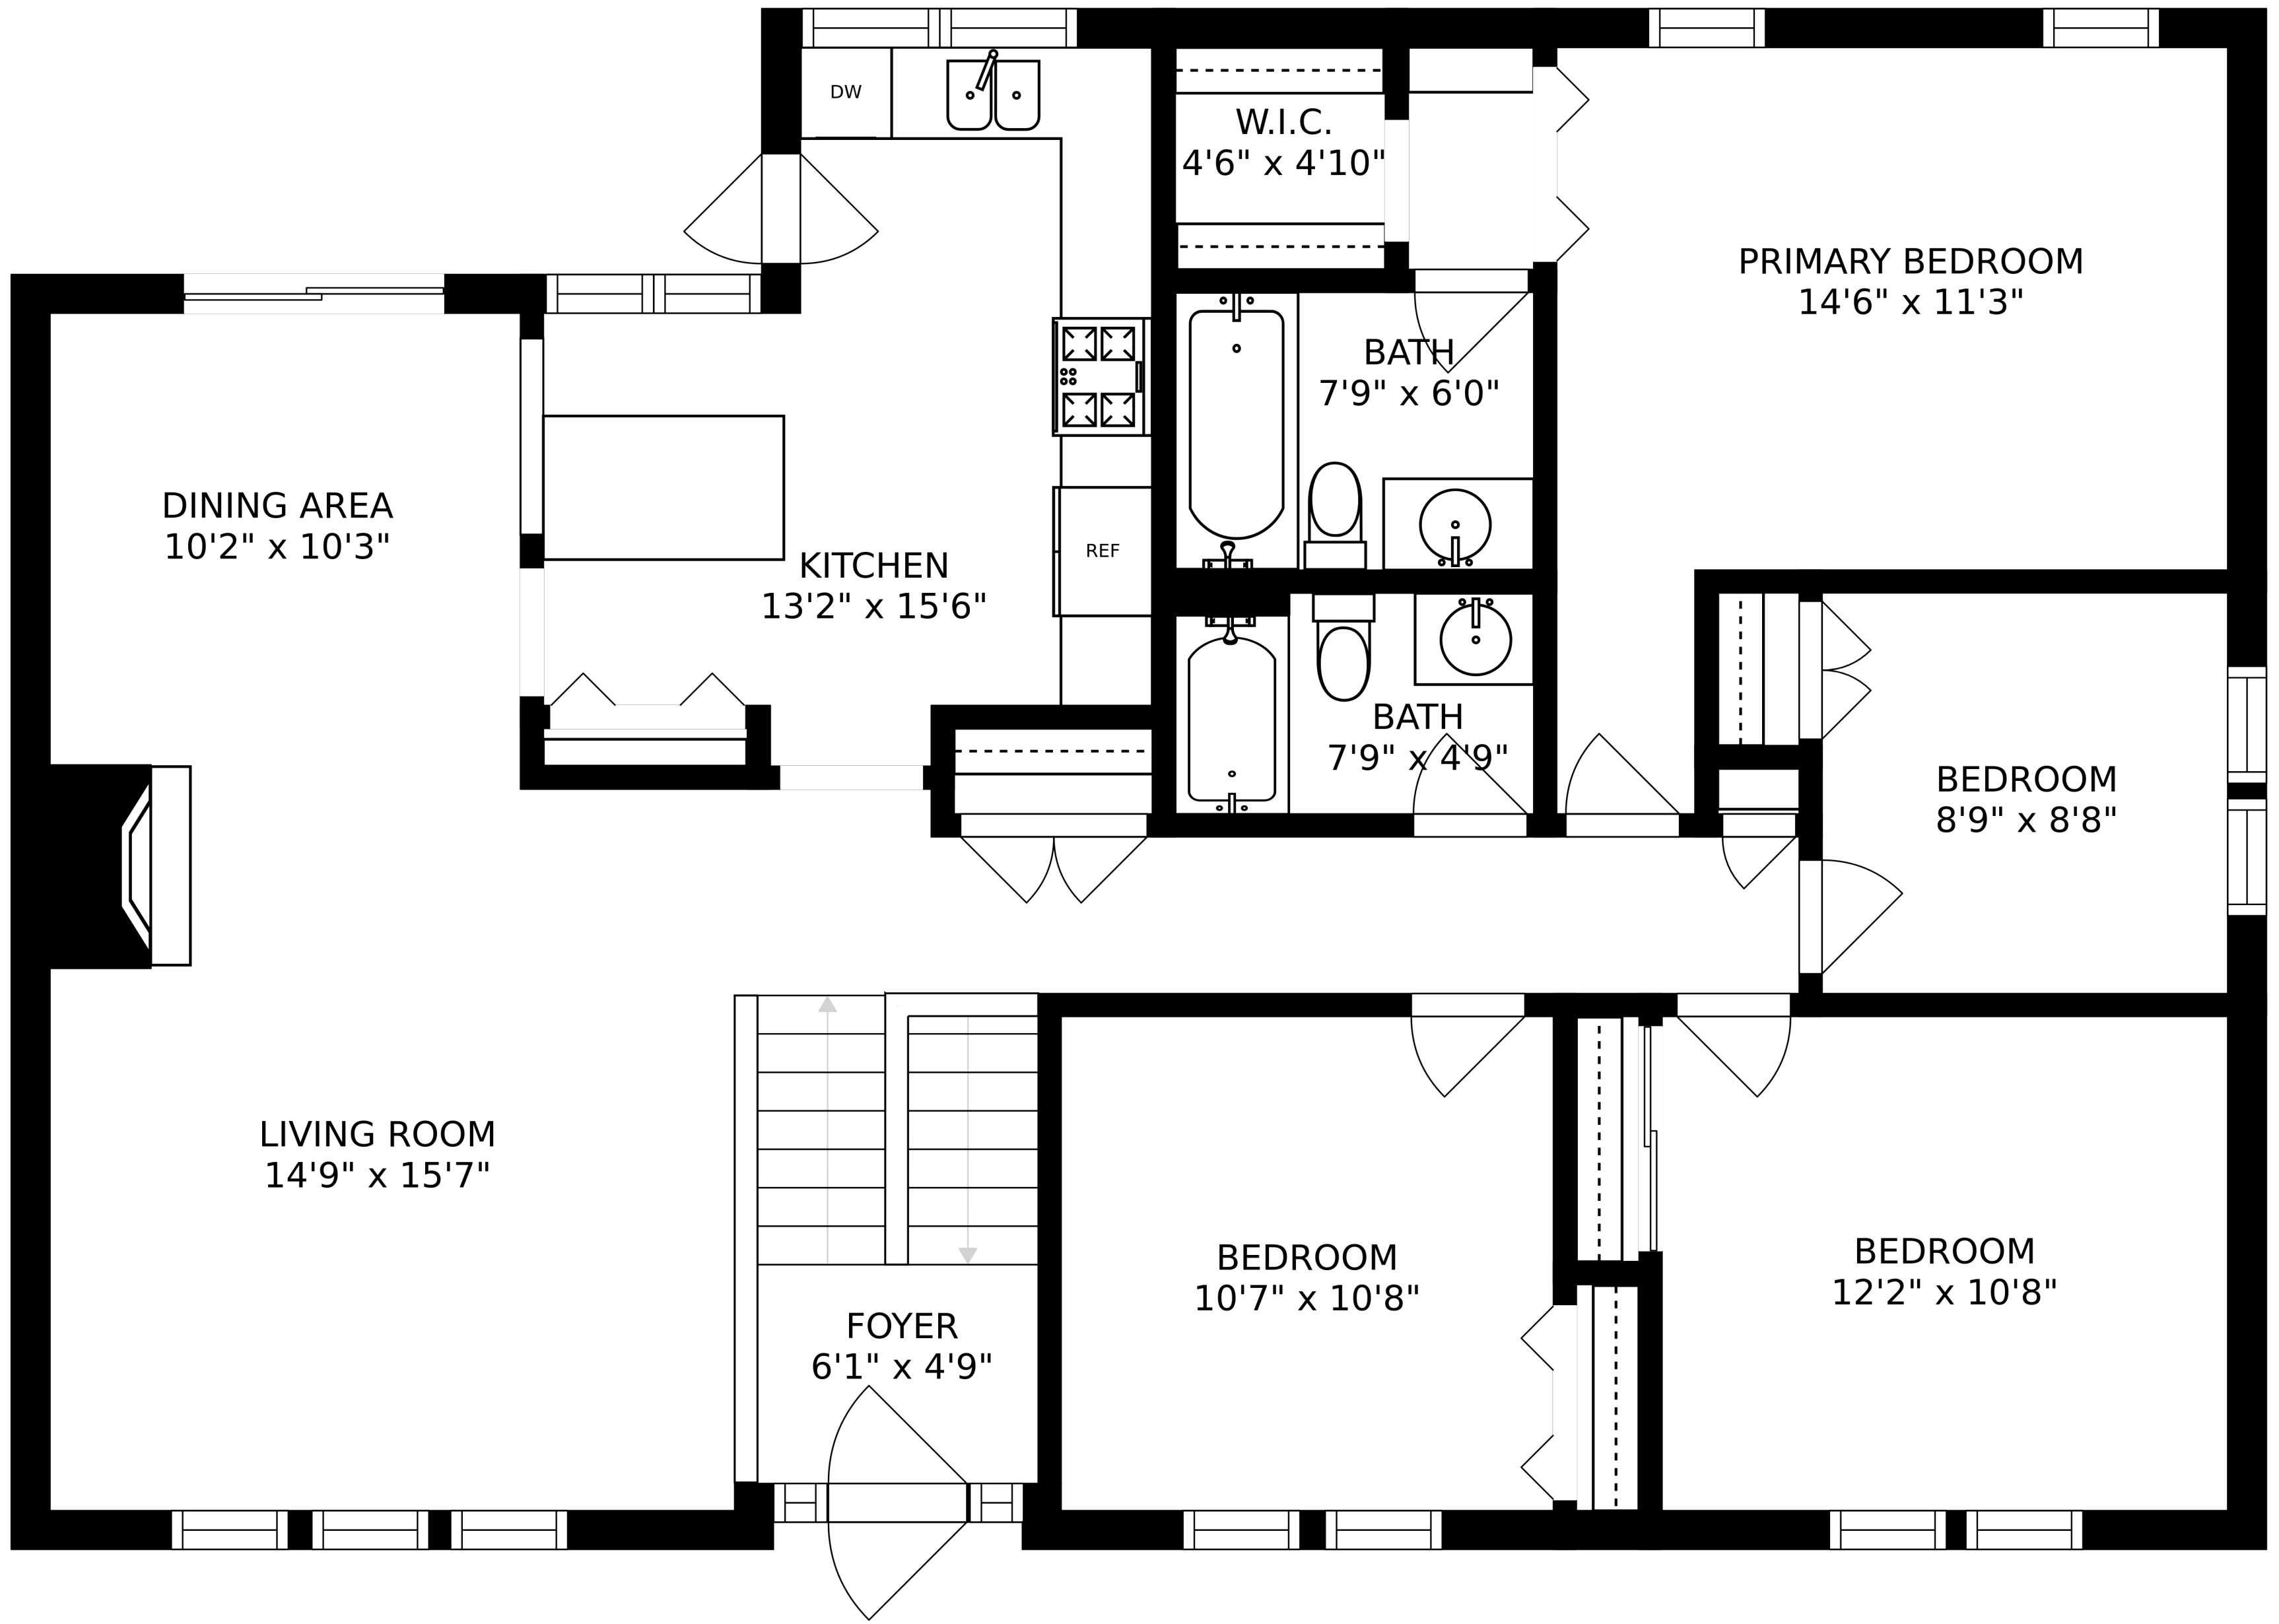 DW
W.I.C.
4'6" x 4'10"
PRIMARY BEDROOM
14'6" x 11'3"
BATH
7'9" x 6'0"
DINING AREA
10'2" x 10'3"
KITCHEN
13'2" x 15'6"
REF
BATH
7'9" x 4'9"
BEDROOM
8'9" x 8'8"
LIVING ROOM
14'9" x 15'7"
BEDROOM
10'7" x 10'8"
BEDROOM
12'2" x 10'8"
FOYER
6'1" x 4'9"